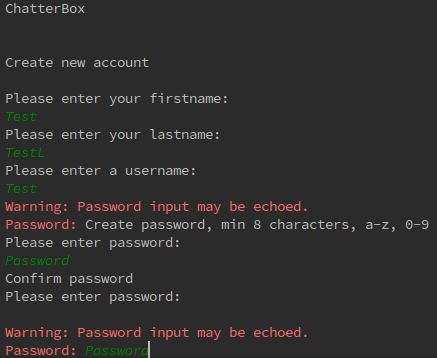 ChatterBox
Create new account
Please enter your firstname:
Test
Please enter your lastname:
TestL
Please enter a username:
Test
Warning: Password input may be echoed.
Password: Create password, min 8 characters, a-z, 0-9
Please enter password:
Password
Confirm password
Please enter password:
Warning: Password input may be echoed.
Password: Password